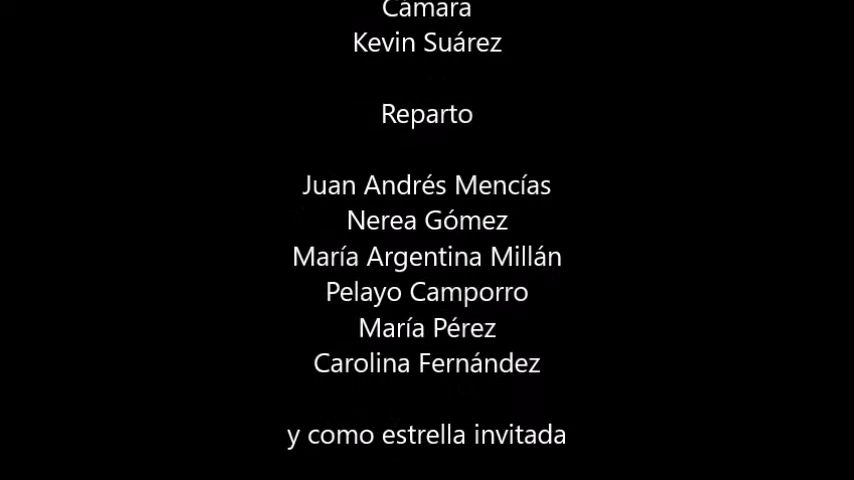 Cámara
Kevin Suárez
Reparto
Juan Andrés Mencías
Nerea Gómez
María Argentina Millán
Pelayo Camporro
María Pérez
Carolina Fernández
y como estrella invitada